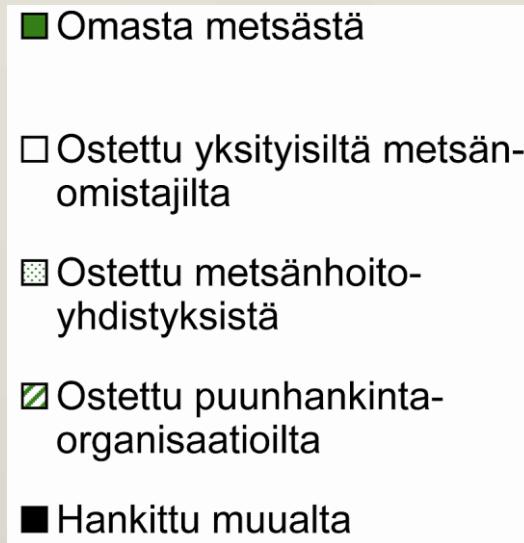 Omasta metsästä
Ostettu yksityisiltä metsän-
omistajilta
Ostettu metsänhoito-
yhdistyksistä
Ostettu puunhankinta-
organisaatioilta
Hankittu muualta